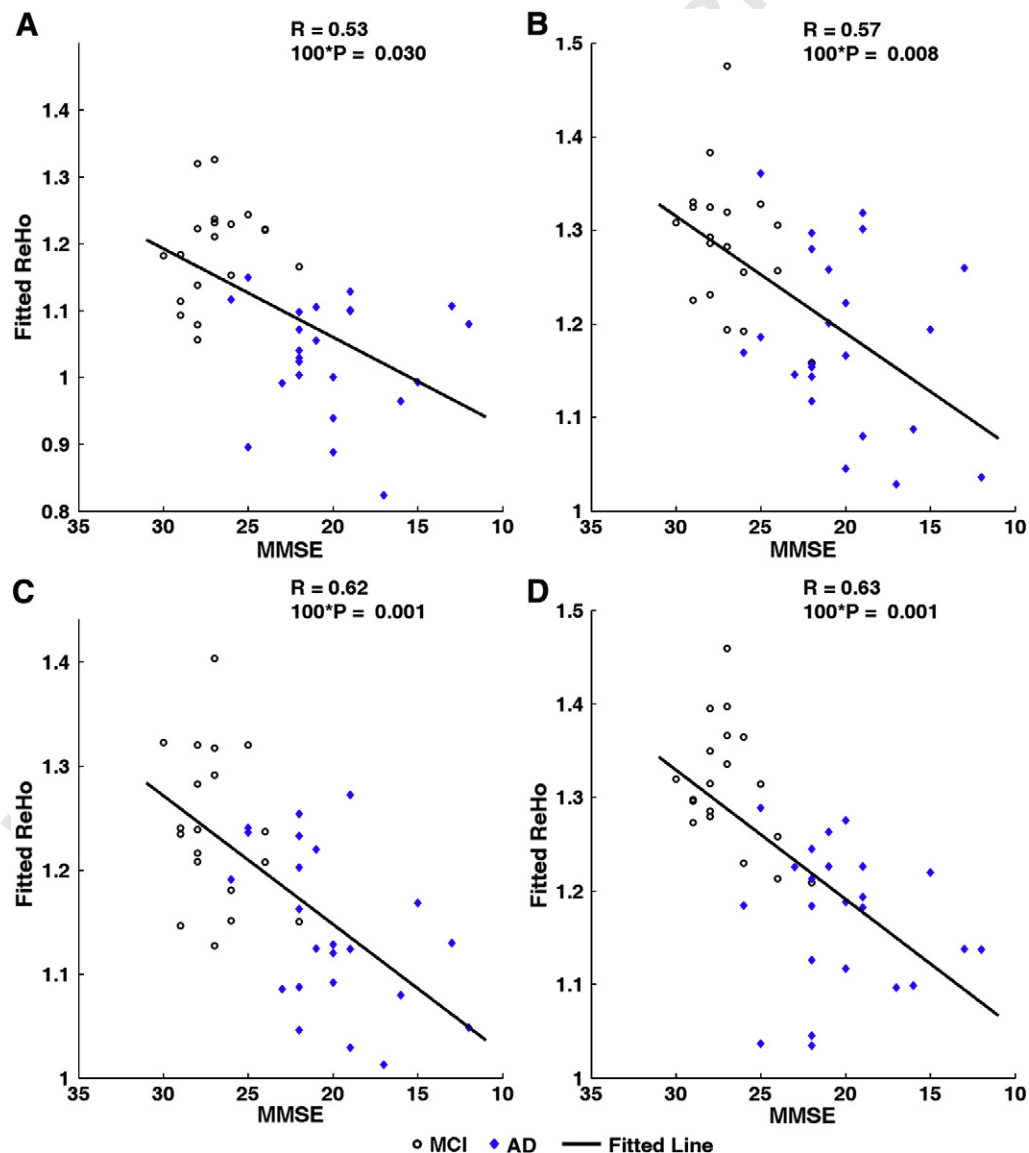 A
R = 0.53
100*P = 0.030
1.4
1.3
1.2
1.1
1
0.9
0.8
Fitted ReHo
35 30 25 20 15 10
MMSE
B
R = 0.57
100*P = 0.008
1.5
1.4
1.3
1.2
1.1
1
35 30 25 20 15 10
MMSE
C
R = 0.62
100*P = 0.001
1.4
1.3
1.2
1.1
1
Fitted ReHo
35 30 25 20 15 10
MMSE
D
R = 0.63
100*P = 0.001
1.5
1.4
1.3
1.2
1.1
1
Fitted ReHo
35 30 25 20 15 10
MMSE
MCI AD Fitted Line